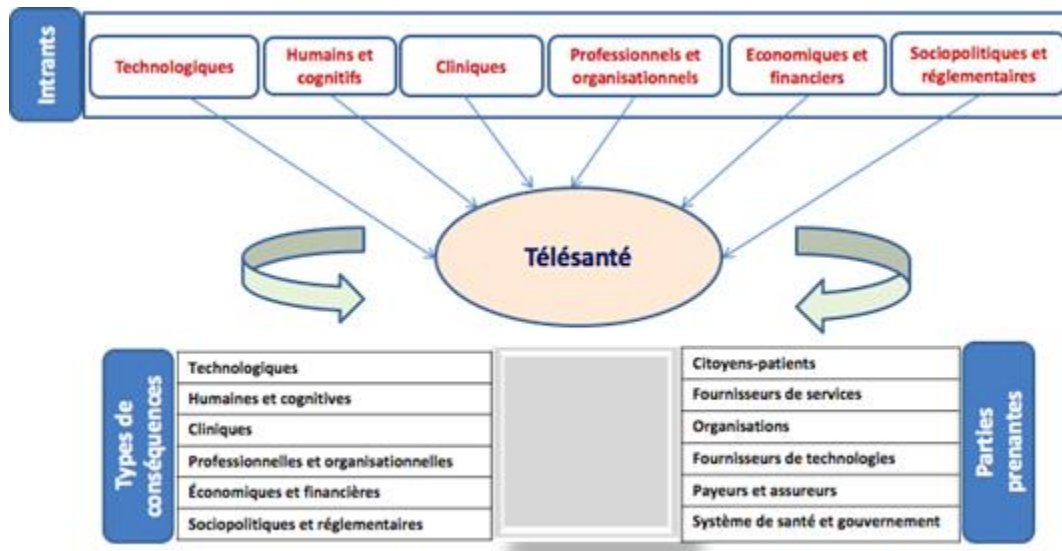 Intrants
Technologiques
Humains et
cognitifs
Cliniques
Professionnels et
organisationnels
Economiques et
financiers
Sociopolitiques et
réglementaires
Télésanté
Types de
conséquences
Technologiques
Humaines et cognitives
Cliniques
Professionnelles et organisationnelles
Économiques et financières
Sociopolitiques et réglementaires
Citoyens-patients
Fournisseurs de services
Organisations
Fournisseurs de technologies
Payeurs et assureurs
Système de santé et gouvernement
Parties
prenantes